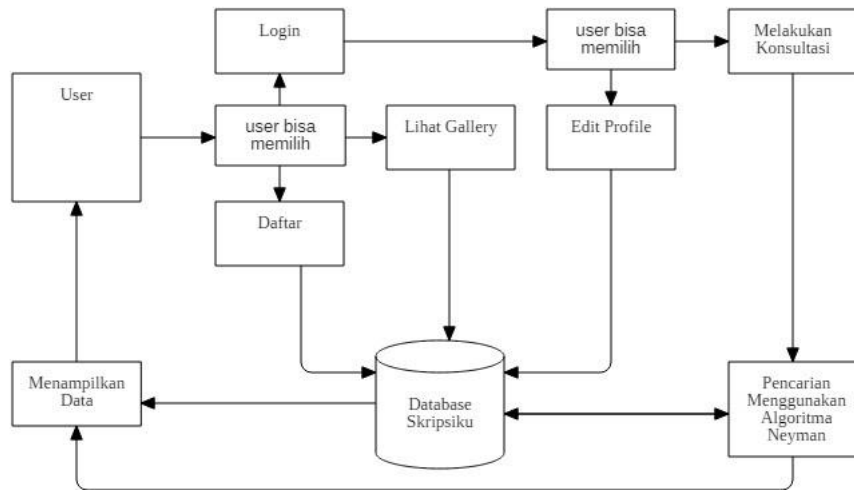 Login
user bisa
memilih
Melakukan
Konsultasi
User
user bisa
memilih
Lihat Gallery
Edit Profile
Daftar
Menampilkan
Data
Database
Skripsiku
Pencarian
Menggunakan
Algoritma
Neyman